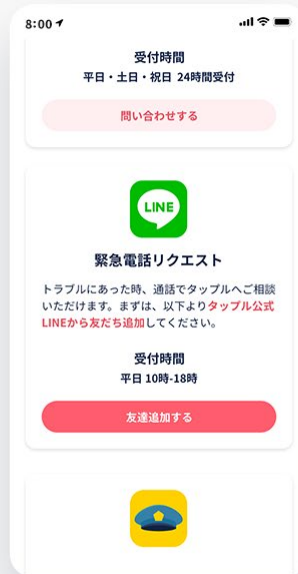 8:00
受付時間
平日・土日・祝日 24時間受付
問い合わせする
LINE
緊急電話リクエスト
トラブルにあった時、通話でタップルへご相談
いただけます。まずは、以下よりタップル公式
LINEから友だち追加してください。
受付時間
平日 10時-18時
友達追加する